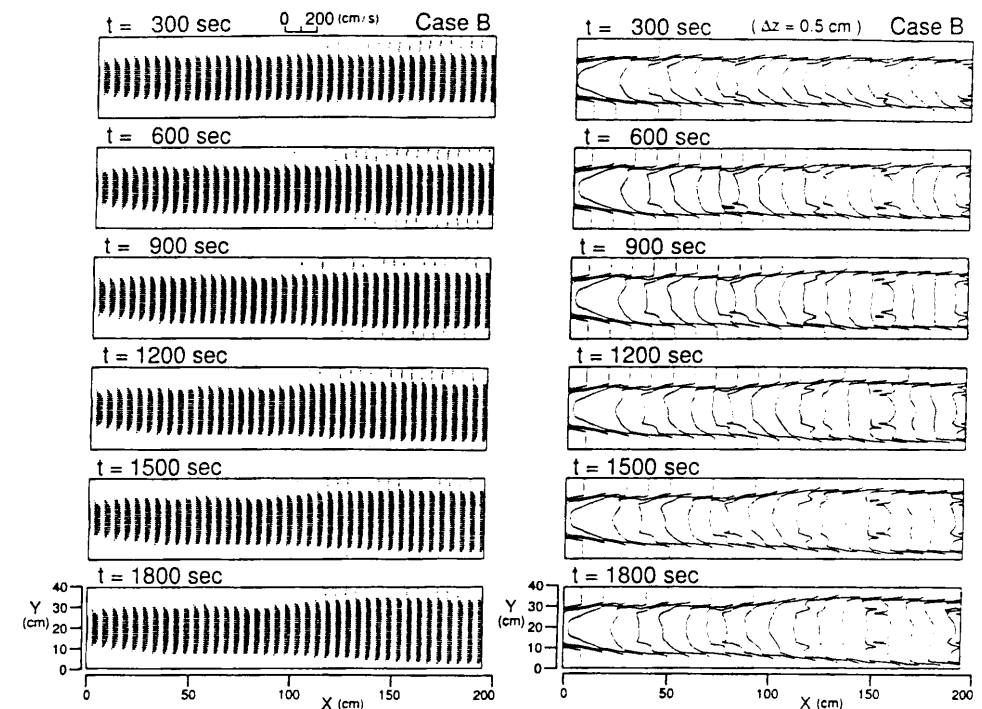 t = 300 sec 0 200 (cm/s) Case B
t = 600 sec
t = 900 sec
t = 1200 sec
t = 1500 sec
t = 1800 sec
40
Y 30
(cm) 20
10
0
0 50 100 150 200
X (cm)
t = 300 sec ( Δz = 0.5 cm ) Case B
t = 600 sec
t = 900 sec
t = 1200 sec
t = 1500 sec
t = 1800 sec
40
Y 30
(cm) 20
10
0
0 50 100 150 200
X (cm)